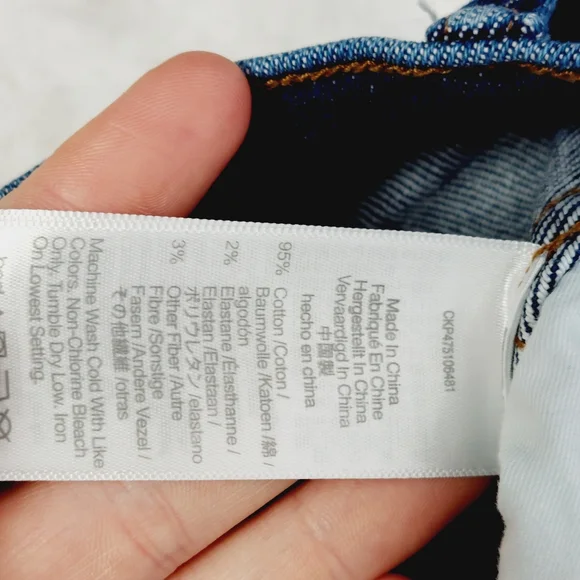 CKP475106481
Made In China
Fabriqué En Chine
Hergestellt In China
Vervaardigd In China
中国製
hecho en china
95% Cotton /Coton /
Baumwolle /Katoen /綿 /
algodón
2% Elastane /Élasthanne /
Elastan /Elastaan /
ポリウレタン /elastano
3% Other Fiber /Autre
Fibre /Sonstige
Fasern /Andere Vezel /
その他繊維 /otras
Machine Wash Cold With Like
Colors. Non-Chlorine Bleach
Only. Tumble Dry Low. Iron
On Lowest Setting.